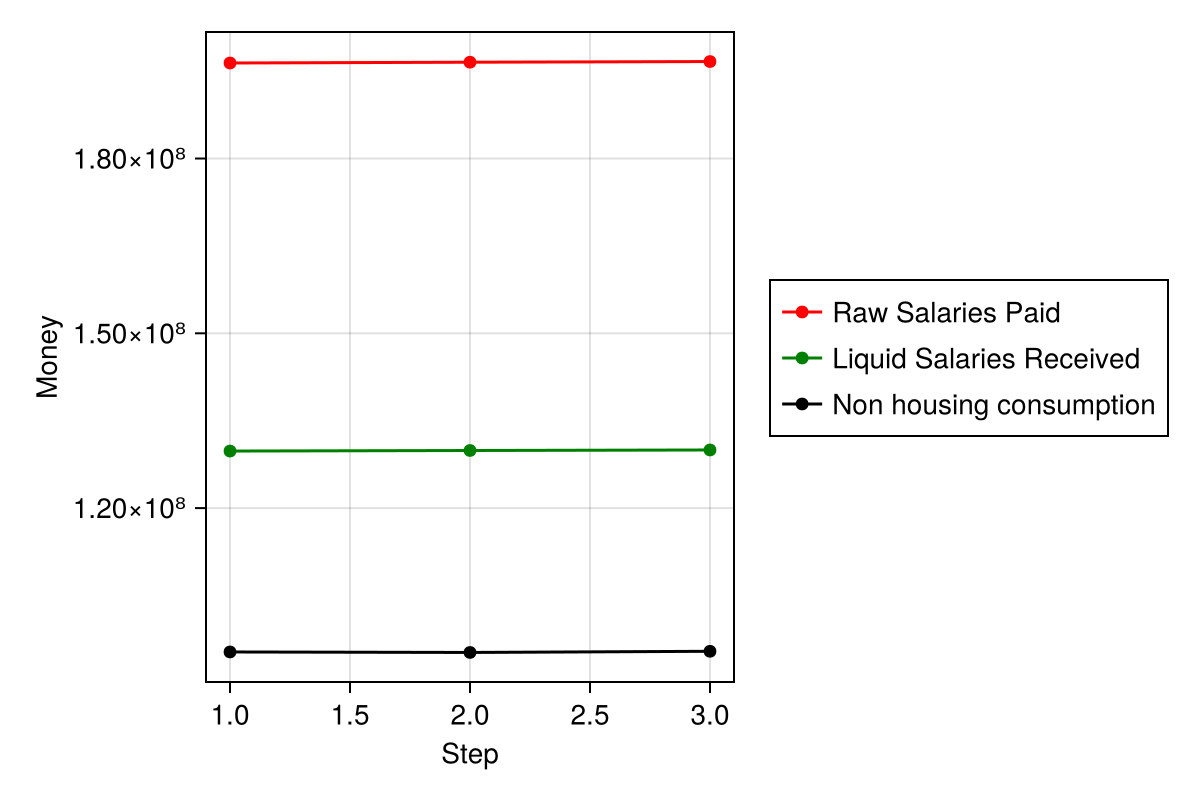 1.80×10⁸
1.50×10⁸
1.20×10⁸
Money
1.0 1.5 2.0 2.5 3.0
Step
Raw Salaries Paid
Liquid Salaries Received
Non housing consumption